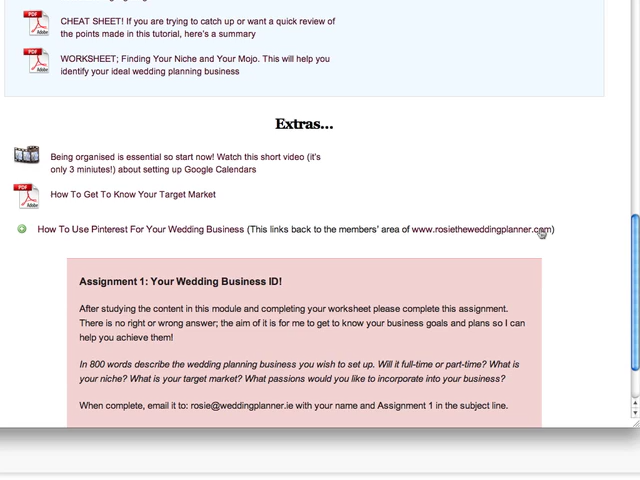 CHEAT SHEET! If you are trying to catch up or want a quick review of
the points made in this tutorial, here's a summary
WORKSHEET; Finding Your Niche and Your Mojo. This will help you
identify your ideal wedding planning business
Extras...
Being organised is essential so start now! Watch this short video (it's
only 3 miniutes!) about setting up Google Calendars
How To Get To Know Your Target Market
How To Use Pinterest For Your Wedding Business (This links back to the members' area of www.rosietheweddingplanner.com)
Assignment 1: Your Wedding Business ID!
After studying the content in this module and completing your worksheet please complete this assignment.
There is no right or wrong answer; the aim of it is for me to get to know your business goals and plans so I can
help you achieve them!
In 800 words describe the wedding planning business you wish to set up. Will it full-time or part-time? What is
your niche? What is your target market? What passions would you like to incorporate into your business?
When complete, email it to: rosie@weddingplanner.ie with your name and Assignment 1 in the subject line.